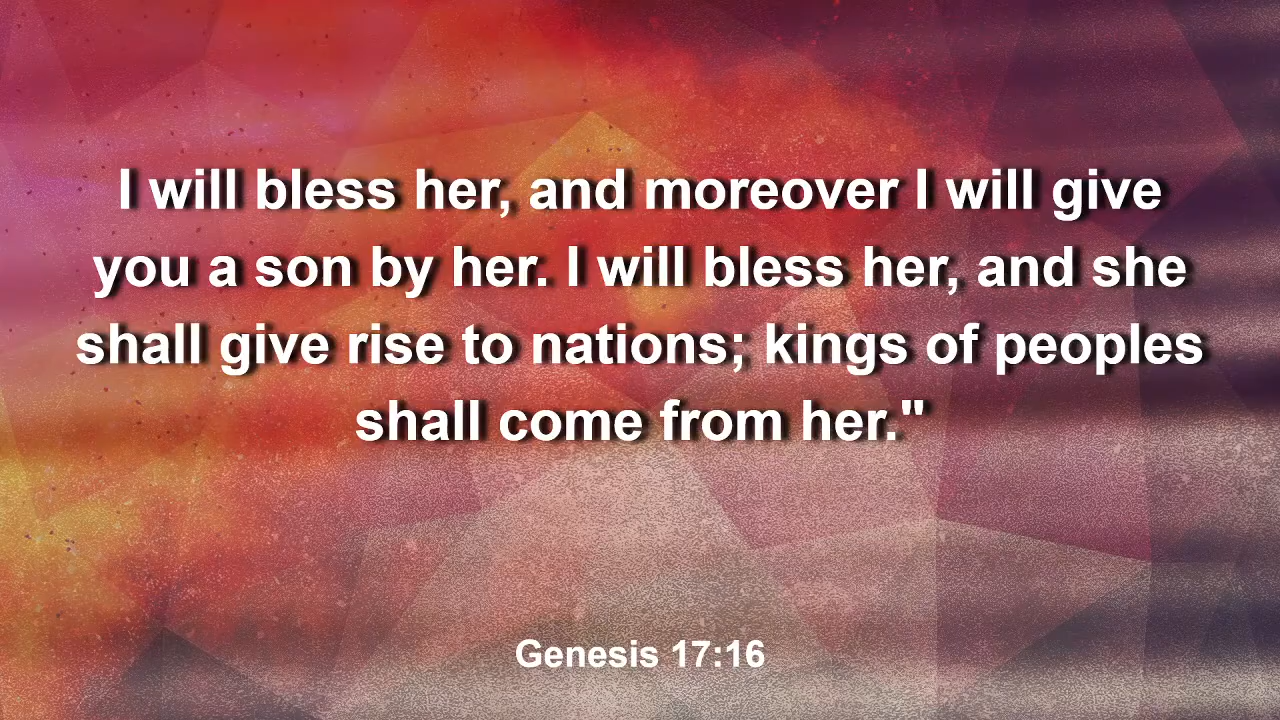 I will bless her, and moreover I will give
you a son by her. I will bless her, and she
shall give rise to nations; kings of peoples
shall come from her."
Genesis 17:16